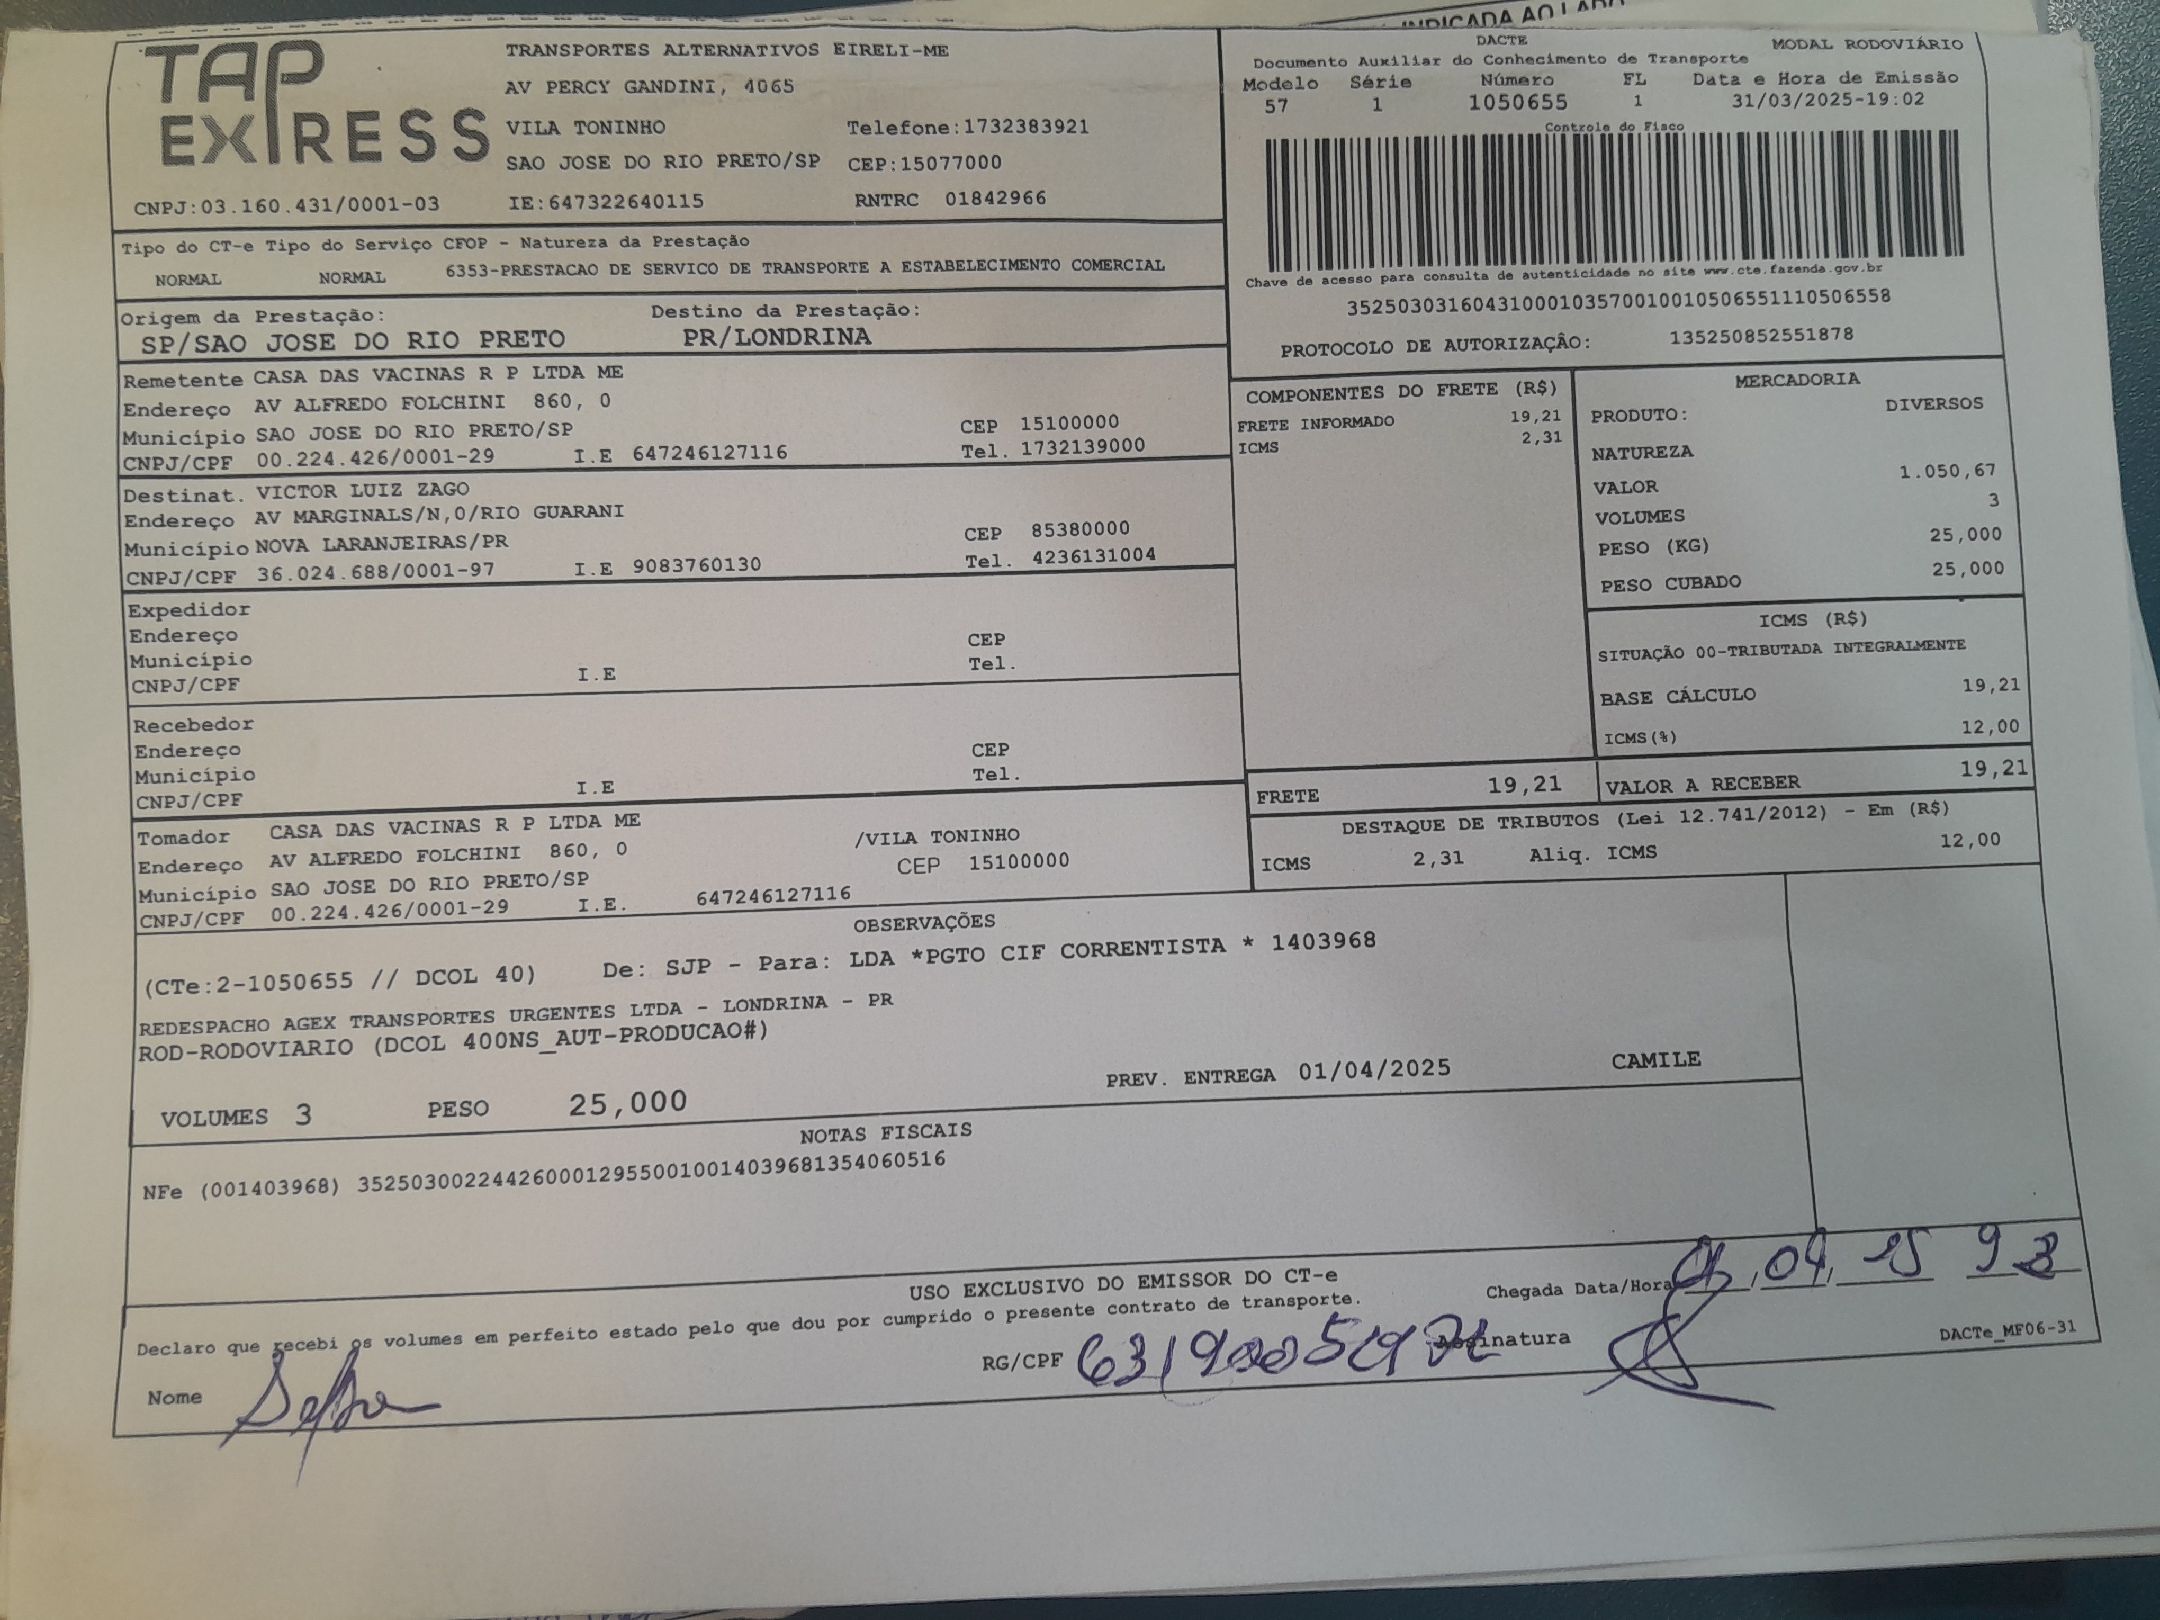 INDICADA AO LADO
TAP EXPRESS
TRANSPORTES ALTERNATIVOS EIRELI-ME
AV PERCY GANDINI, 4065
VILA TONINHO Telefone:1732383921
SAO JOSE DO RIO PRETO/SP CEP:15077000
CNPJ:03.160.431/0001-03 IE:647322640115 RNTRC 01842966
DACTE MODAL RODOVIÁRIO
Documento Auxiliar do Conhecimento de Transporte
Modelo Série Número FL Data e Hora de Emissão
57 1 1050655 1 31/03/2025-19:02
Controle do Fisco
Chave de acesso para consulta de autenticidade no site www.cte.fazenda.gov.br
35250303160431000103570010010506551110506558
PROTOCOLO DE AUTORIZAÇÂO: 135250852551878
Tipo do CT-e Tipo do Serviço CFOP - Natureza da Prestação
NORMAL NORMAL 6353-PRESTACAO DE SERVICO DE TRANSPORTE A ESTABELECIMENTO COMERCIAL
Origem da Prestação: Destino da Prestação:
SP/SAO JOSE DO RIO PRETO PR/LONDRINA
Remetente CASA DAS VACINAS R P LTDA ME
Endereço AV ALFREDO FOLCHINI 860, 0
Município SAO JOSE DO RIO PRETO/SP CEP 15100000
CNPJ/CPF 00.224.426/0001-29 I.E 647246127116 Tel. 1732139000
Destinat. VICTOR LUIZ ZAGO
Endereço AV MARGINALS/N,0/RIO GUARANI
Município NOVA LARANJEIRAS/PR CEP 85380000
CNPJ/CPF 36.024.688/0001-97 I.E 9083760130 Tel. 4236131004
Expedidor
Endereço
Município CEP
CNPJ/CPF I.E Tel.
Recebedor
Endereço
Município CEP
CNPJ/CPF I.E Tel.
Tomador CASA DAS VACINAS R P LTDA ME
Endereço AV ALFREDO FOLCHINI 860, 0 /VILA TONINHO
Município SAO JOSE DO RIO PRETO/SP CEP 15100000
CNPJ/CPF 00.224.426/0001-29 I.E. 647246127116
COMPONENTES DO FRETE (R$)
FRETE INFORMADO 19,21
ICMS 2,31
MERCADORIA
PRODUTO: DIVERSOS
NATUREZA
VALOR 1.050,67
VOLUMES 3
PESO (KG) 25,000
PESO CUBADO 25,000
ICMS (R$)
SITUAÇÃO 00-TRIBUTADA INTEGRALMENTE
BASE CÁLCULO 19,21
ICMS(%) 12,00
FRETE 19,21 VALOR A RECEBER 19,21
DESTAQUE DE TRIBUTOS (Lei 12.741/2012) - Em (R$)
ICMS 2,31 Aliq. ICMS 12,00
OBSERVAÇÕES
(CTe:2-1050655 // DCOL 40) De: SJP - Para: LDA *PGTO CIF CORRENTISTA * 1403968
REDESPACHO AGEX TRANSPORTES URGENTES LTDA - LONDRINA - PR
ROD-RODOVIARIO (DCOL 400NS_AUT-PRODUCAO#)
VOLUMES 3 PESO 25,000 PREV. ENTREGA 01/04/2025 CAMILE
NOTAS FISCAIS
NFe (001403968) 35250300224426000129550010014039681354060516
USO EXCLUSIVO DO EMISSOR DO CT-e
Declaro que recebi os volumes em perfeito estado pelo que dou por cumprido o presente contrato de transporte.
Chegada Data/Hora
Nome RG/CPF Assinatura DACTe_MF06-31